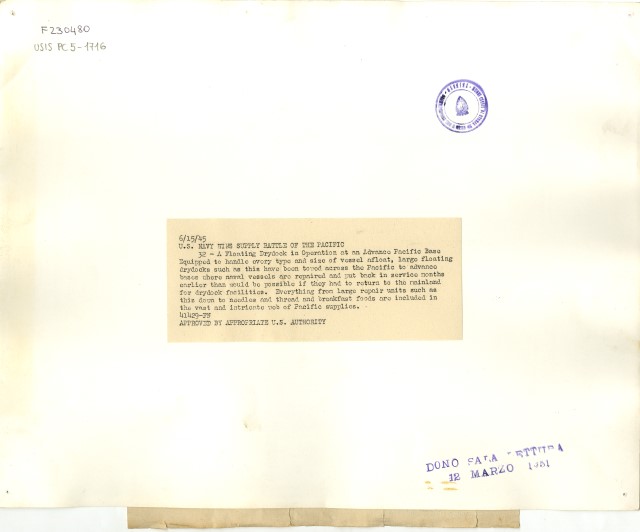 F230480
USIS PC 5-1716
6/15/45
U.S. NAVY WINS SUPPLY BATTLE OF THE PACIFIC
32 - A Floating Drydock in Operation at an Advance Pacific Base
Equipped to handle every type and size of vessel afloat, large floating
drydocks such as this have been towed across the Pacific to advance
bases where naval vessels are repaired and put back in service months
earlier than would be possible if they had to return to the mainland
for drydock facilities. Everything from large repair units such as
this down to needles and thread and breakfast foods are included in
the vast and intricate web of Pacific supplies.
41429-FF
APPROVED BY APPROPRIATE U.S. AUTHORITY
DONO SALA LETTURA
12 MARZO 1951